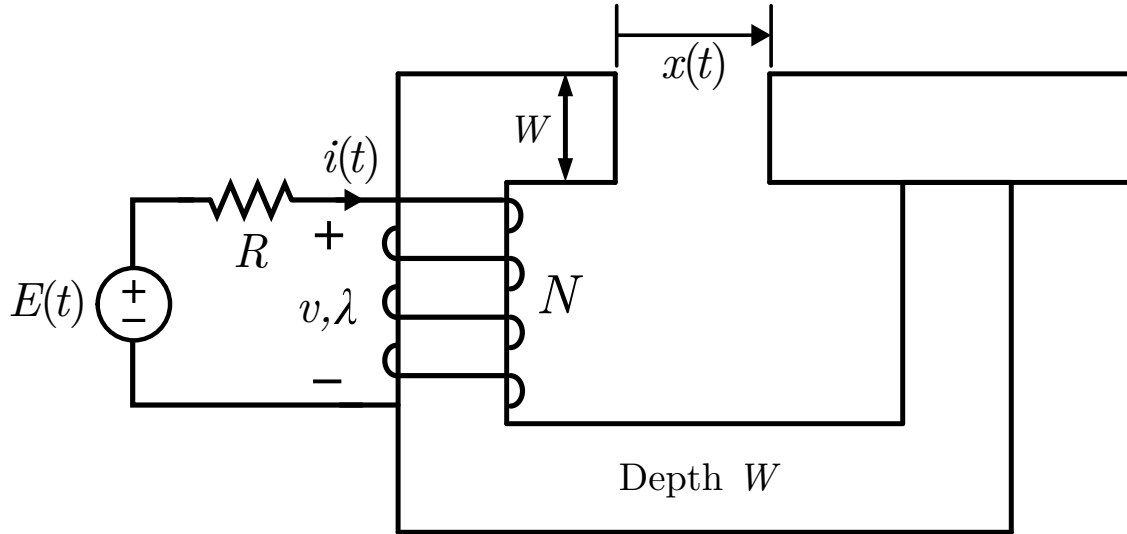 x(t)
W
i(t)
+
R
E(t)
+
−
v,λ
N
−
Depth W